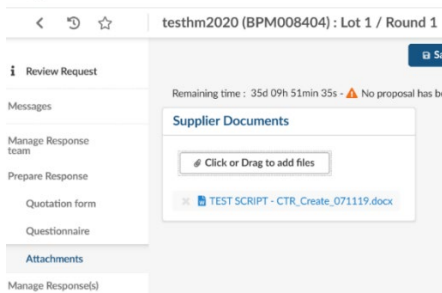 testhm2020 (BPM008404) : Lot 1 / Round 1
i Review Request
Remaining time : 35d 09h 51min 35s - No proposal has
Messages
Supplier Documents
Manage Response
team
Click or Drag to add files
Prepare Response
TEST SCRIPT - CTR_Create_071119.docx
Quotation form
Questionnaire
Attachments
Manage Response(s)